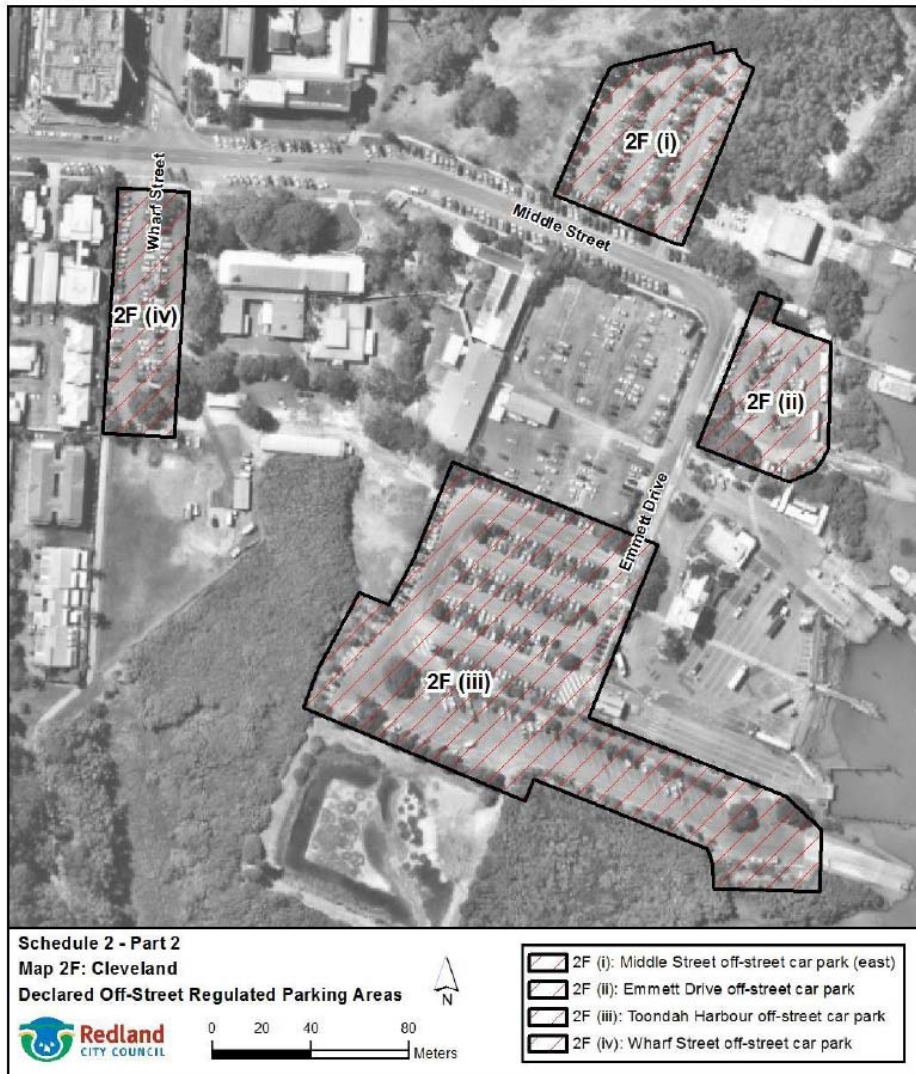 2F (i)
Middle Street
Wharf Street
2F (iv)
2F (ii)
Emmett Drive
2F (iii)
Schedule 2 - Part 2
Map 2F: Cleveland
Declared Off-Street Regulated Parking Areas
N
Redland
CITY COUNCIL
0 20 40 80
Meters
2F (i): Middle Street off-street car park (east)
2F (ii): Emmett Drive off-street car park
2F (iii): Toondah Harbour off-street car park
2F (iv): Wharf Street off-street car park